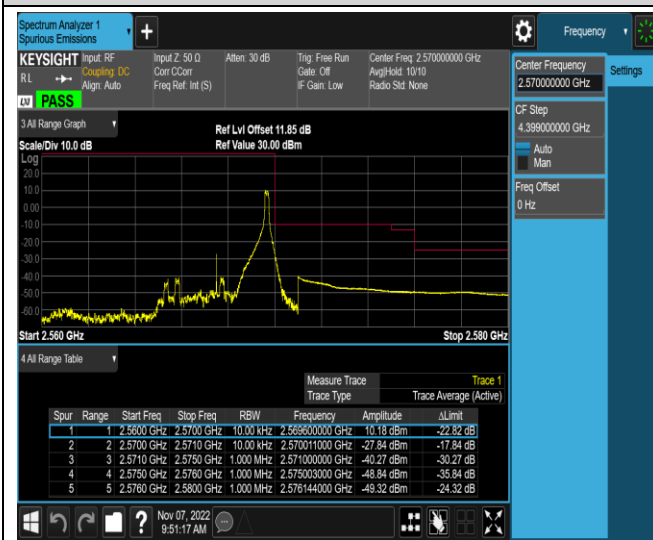 Spectrum Analyzer 1
Spurious Emissions
+
Frequency
KEYSIGHT Input: RF Input Z: 50 Ω Atten: 30 dB Trig: Free Run Center Freq: 2.570000000 GHz
RL Coupling: DC Corr CCorr Gate: Off Avg|Hold: 10/10
Align: Auto Freq Ref: Int (S) IF Gain: Low Radio Std: None
LXI PASS
Center Frequency
2.570000000 GHz
Settings
CF Step
4.399000000 GHz
Auto
Man
Freq Offset
0 Hz
3 All Range Graph
Ref Lvl Offset 11.85 dB
Scale/Div 10.0 dB Ref Value 30.00 dBm
Log
20.0
10.0
0.00
-10.0
-20.0
-30.0
-40.0
-50.0
-60.0
Start 2.560 GHz Stop 2.580 GHz
4 All Range Table
Measure Trace Trace 1
Trace Type Trace Average (Active)
Spur Range Start Freq Stop Freq RBW Frequency Amplitude ΔLimit
1 1 2.5600 GHz 2.5700 GHz 10.00 kHz 2.569600000 GHz 10.18 dBm -22.82 dB
2 2 2.5700 GHz 2.5710 GHz 10.00 kHz 2.570011000 GHz -27.84 dBm -17.84 dB
3 3 2.5710 GHz 2.5750 GHz 1.000 MHz 2.571000000 GHz -40.27 dBm -30.27 dB
4 4 2.5750 GHz 2.5760 GHz 1.000 MHz 2.575003000 GHz -48.84 dBm -35.84 dB
5 5 2.5760 GHz 2.5800 GHz 1.000 MHz 2.576144000 GHz -49.32 dBm -24.32 dB
?
Nov 07, 2022
9:51:17 AM